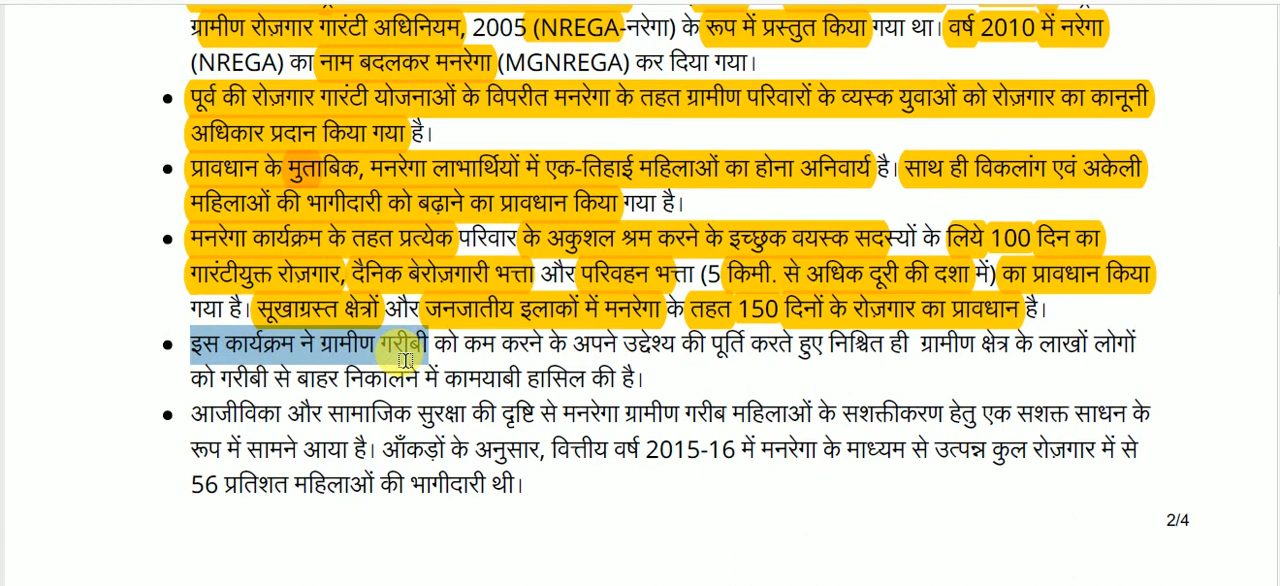 ग्रामीण रोज़गार गारंटी अधिनियम, 2005 (NREGA-नरेगा) के रूप में प्रस्तुत किया गया था। वर्ष 2010 में नरेगा
(NREGA) का नाम बदलकर मनरेगा (MGNREGA) कर दिया गया।
● पूर्व की रोज़गार गारंटी योजनाओं के विपरीत मनरेगा के तहत ग्रामीण परिवारों के व्यस्क युवाओं को रोज़गार का कानूनी
अधिकार प्रदान किया गया है।
● प्रावधान के मुताबिक, मनरेगा लाभार्थियों में एक-तिहाई महिलाओं का होना अनिवार्य है। साथ ही विकलांग एवं अकेली
महिलाओं की भागीदारी को बढ़ाने का प्रावधान किया गया है।
● मनरेगा कार्यक्रम के तहत प्रत्येक परिवार के अकुशल श्रम करने के इच्छुक वयस्क सदस्यों के लिये 100 दिन का
गारंटीयुक्त रोज़गार, दैनिक बेरोज़गारी भत्ता और परिवहन भत्ता (5 किमी. से अधिक दूरी की दशा में) का प्रावधान किया
गया है। सूखाग्रस्त क्षेत्रों और जनजातीय इलाकों में मनरेगा के तहत 150 दिनों के रोज़गार का प्रावधान है।
● इस कार्यक्रम ने ग्रामीण गरीबी को कम करने के अपने उद्देश्य की पूर्ति करते हुए निश्चित ही ग्रामीण क्षेत्र के लाखों लोगों
को गरीबी से बाहर निकालने में कामयाबी हासिल की है।
● आजीविका और सामाजिक सुरक्षा की दृष्टि से मनरेगा ग्रामीण गरीब महिलाओं के सशक्तीकरण हेतु एक सशक्त साधन के
रूप में सामने आया है। आँकड़ों के अनुसार, वित्तीय वर्ष 2015-16 में मनरेगा के माध्यम से उत्पन्न कुल रोज़गार में से
56 प्रतिशत महिलाओं की भागीदारी थी।
2/4